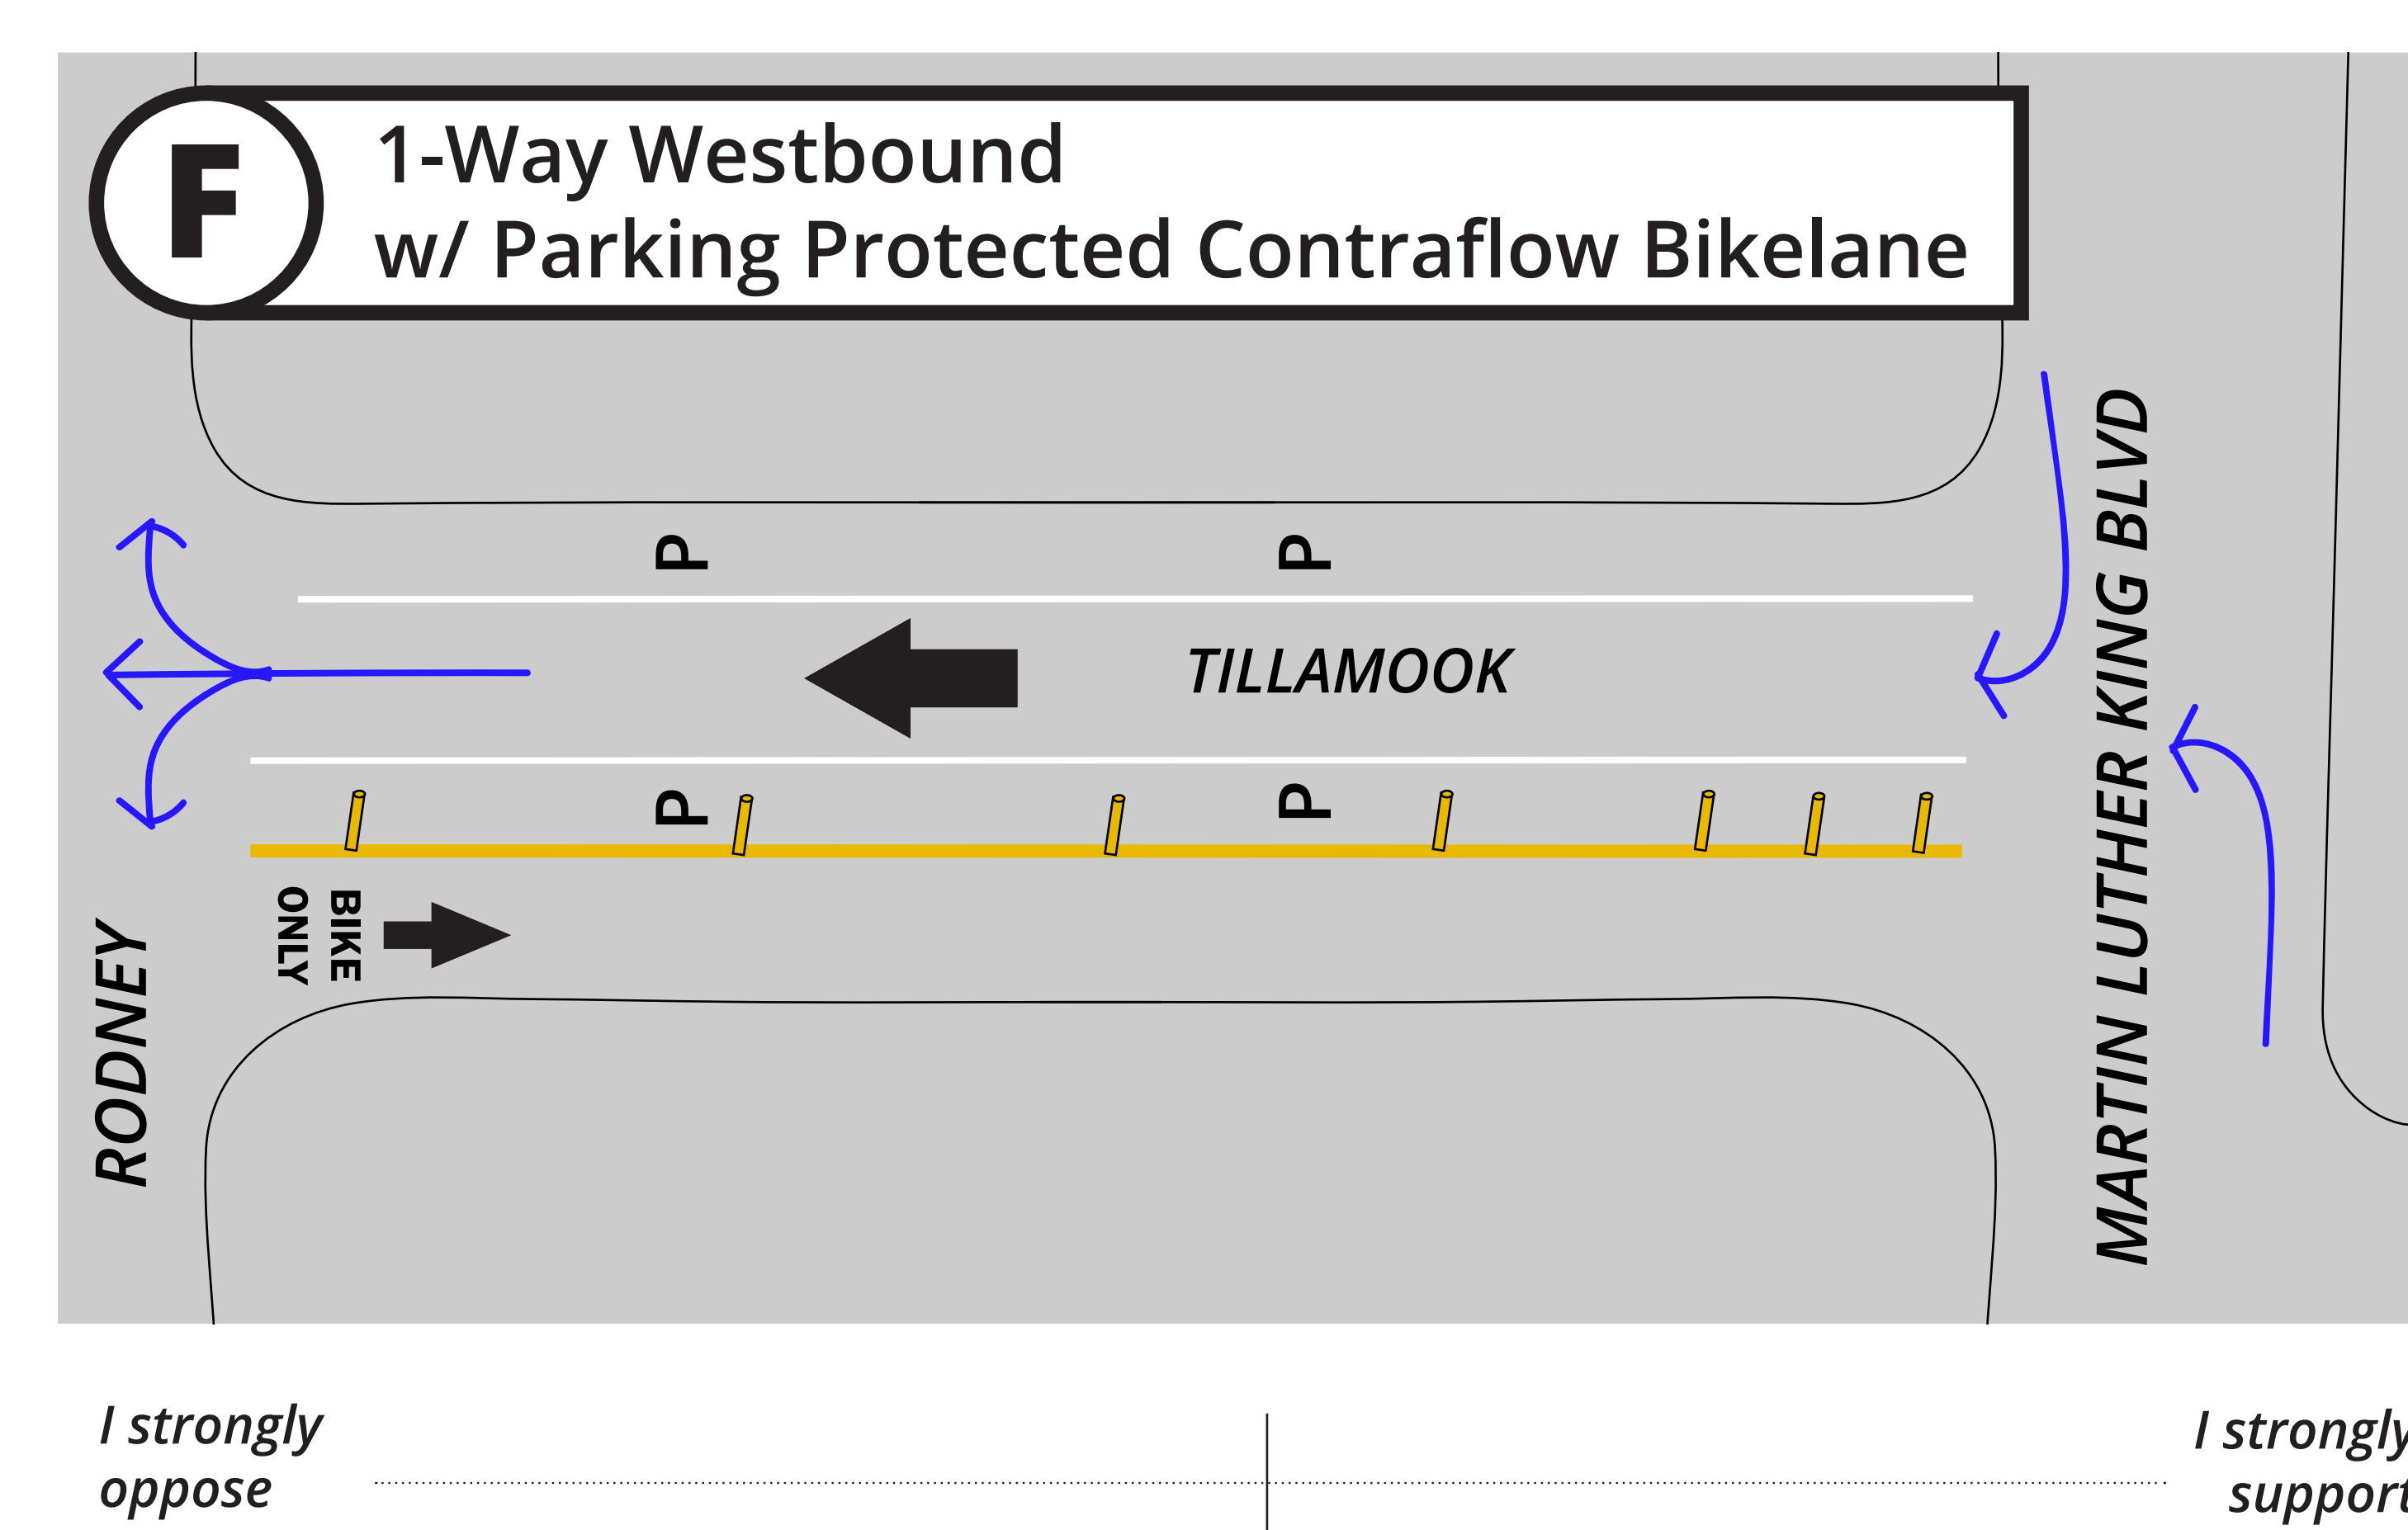 F
1-Way Westbound
w/ Parking Protected Contraflow Bikelane
P
P
TILLAMOOK
P
P
BIKE
ONLY
RODNEY
MARTIN LUTHER KING BLVD
I strongly
oppose
I strongly
support